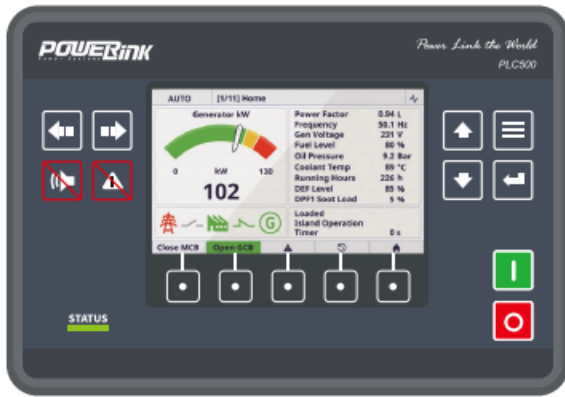 POWERlink
Power Systems
Power Link the World
PLC500
AUTO [1/11] Home
Generator kW
0 kW 130
102
Power Factor 0.94 L
Frequency 50.1 Hz
Gen Voltage 231 V
Fuel Level 80 %
Oil Pressure 9.2 Bar
Coolant Temp 89 °C
Running Hours 226 h
DEF Level 85 %
DPF1 Soot Load 5 %
G
Loaded
Island Operation
Timer 0 s
Close MCB Open GCB
STATUS